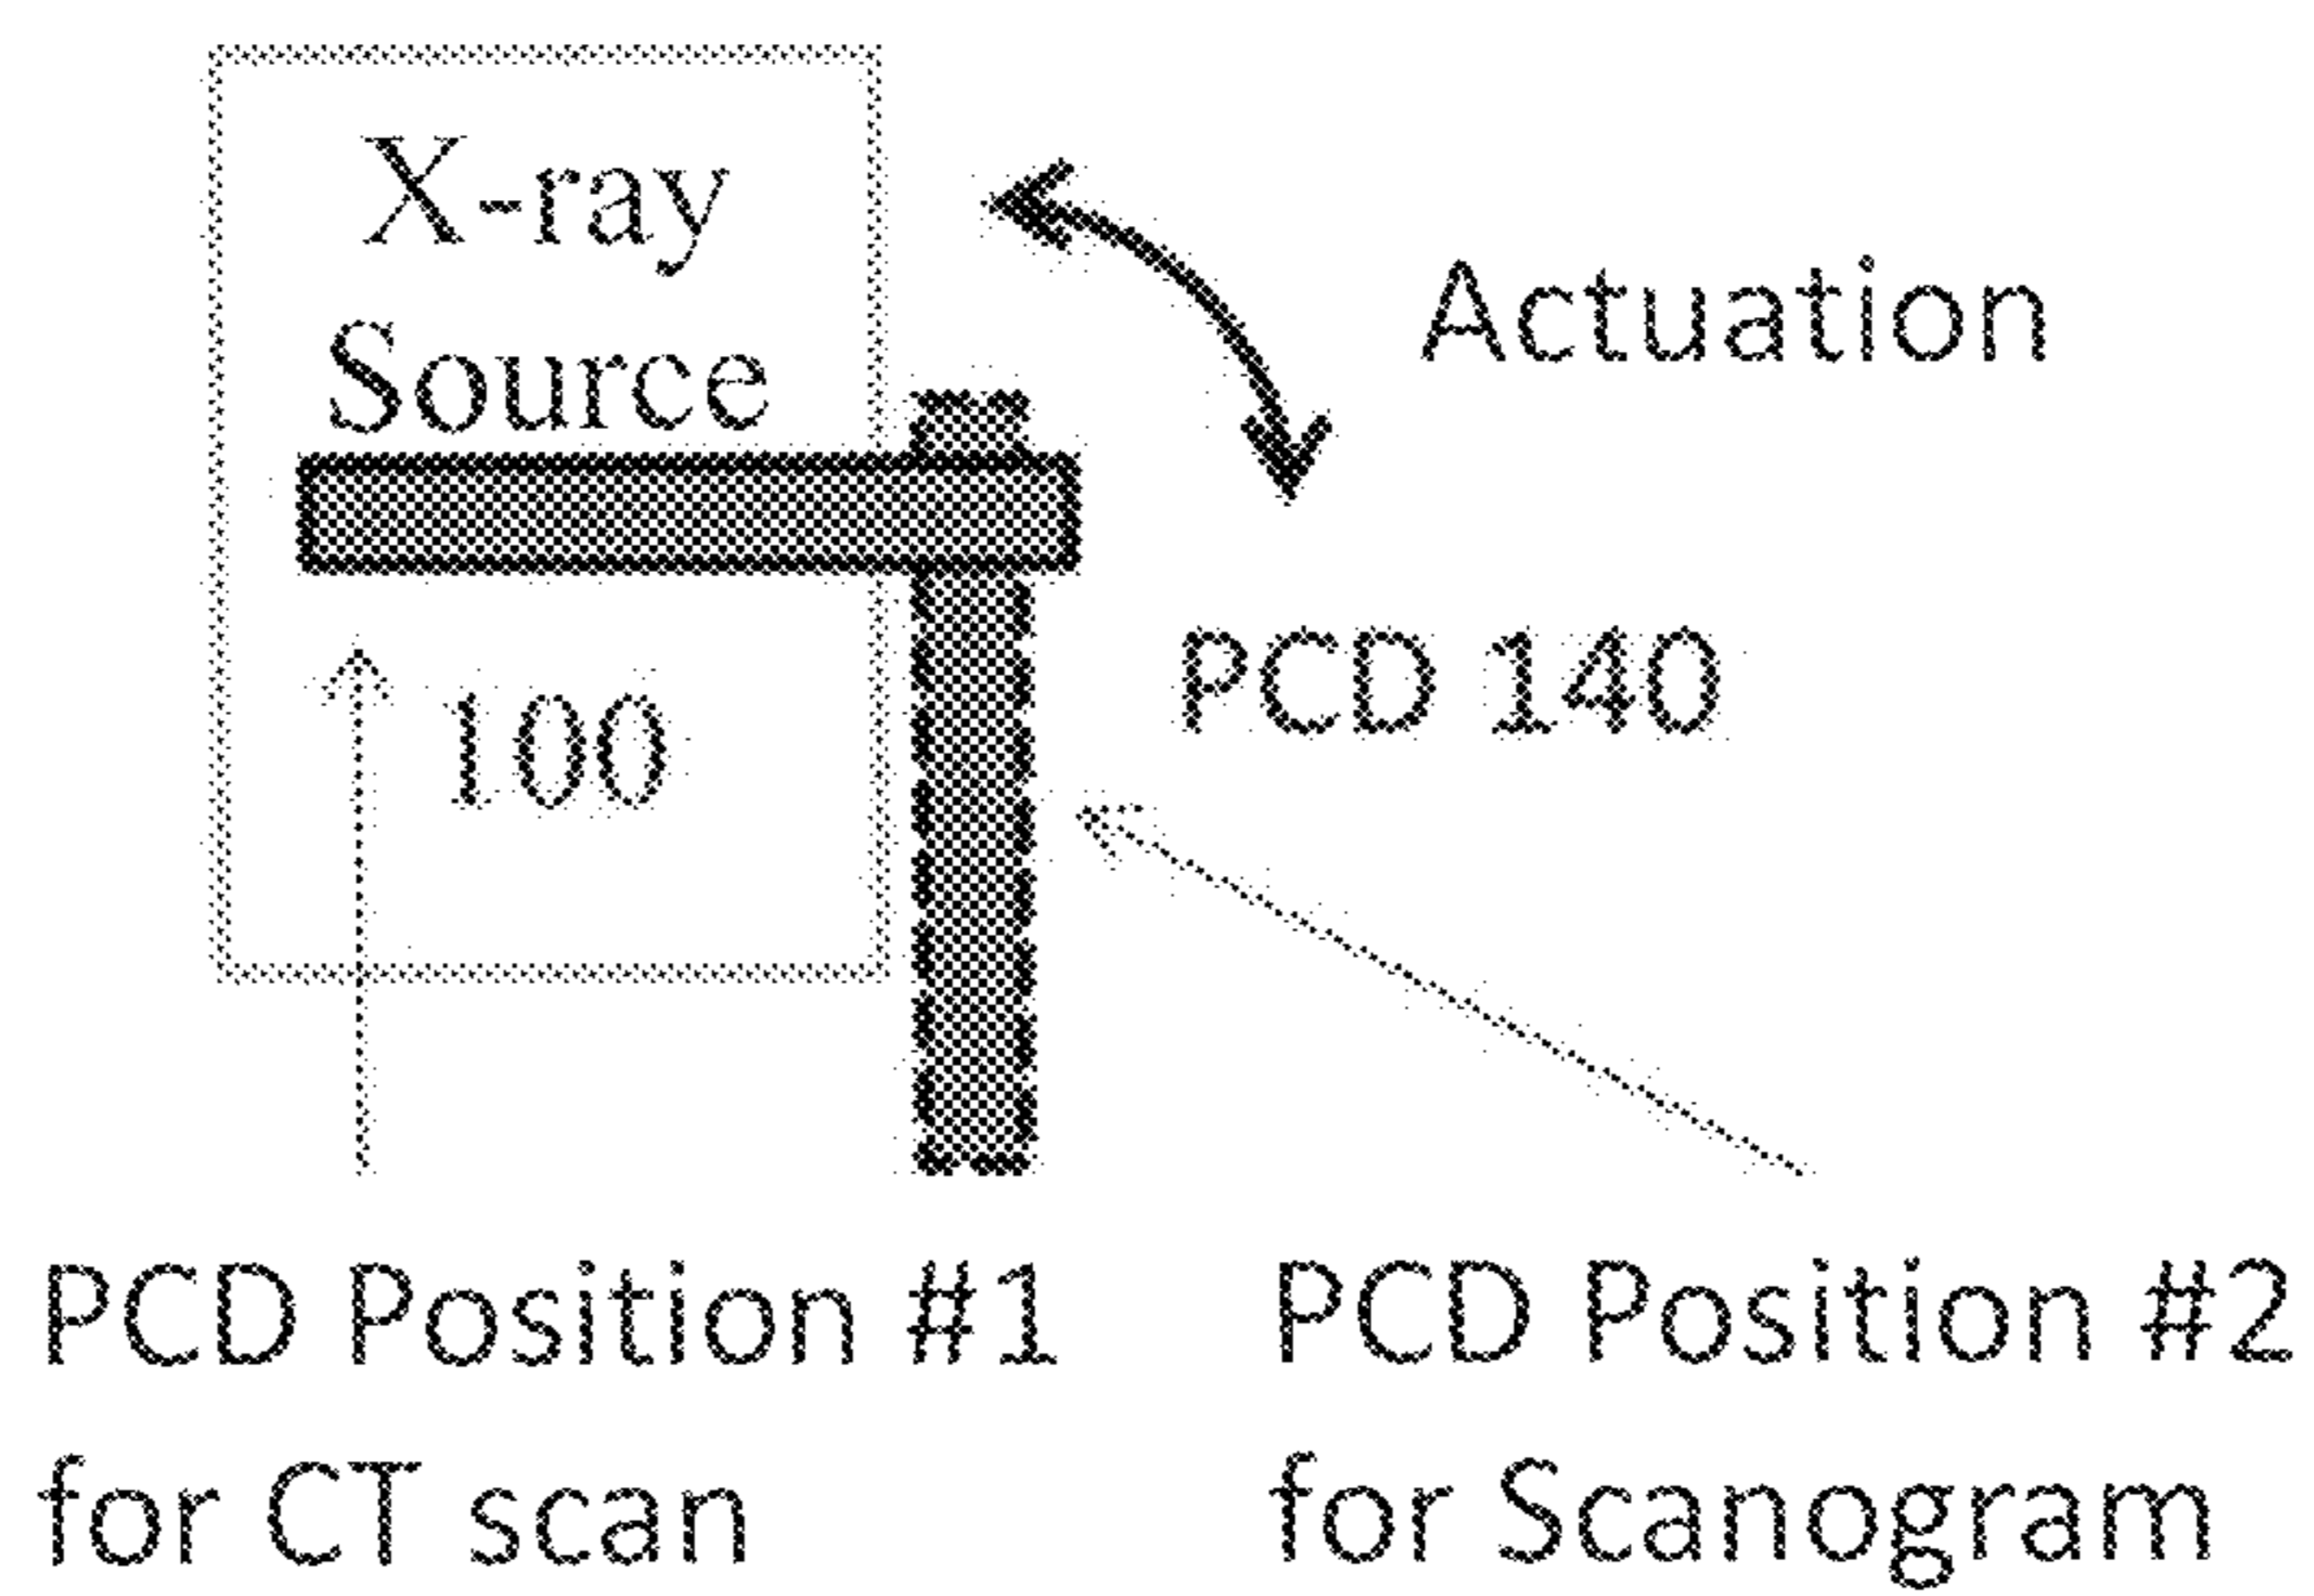 X-ray
Source
100
Actuation
PCD 140
PCD Position #1
for CT scan
PCD Position #2
for Scanogram